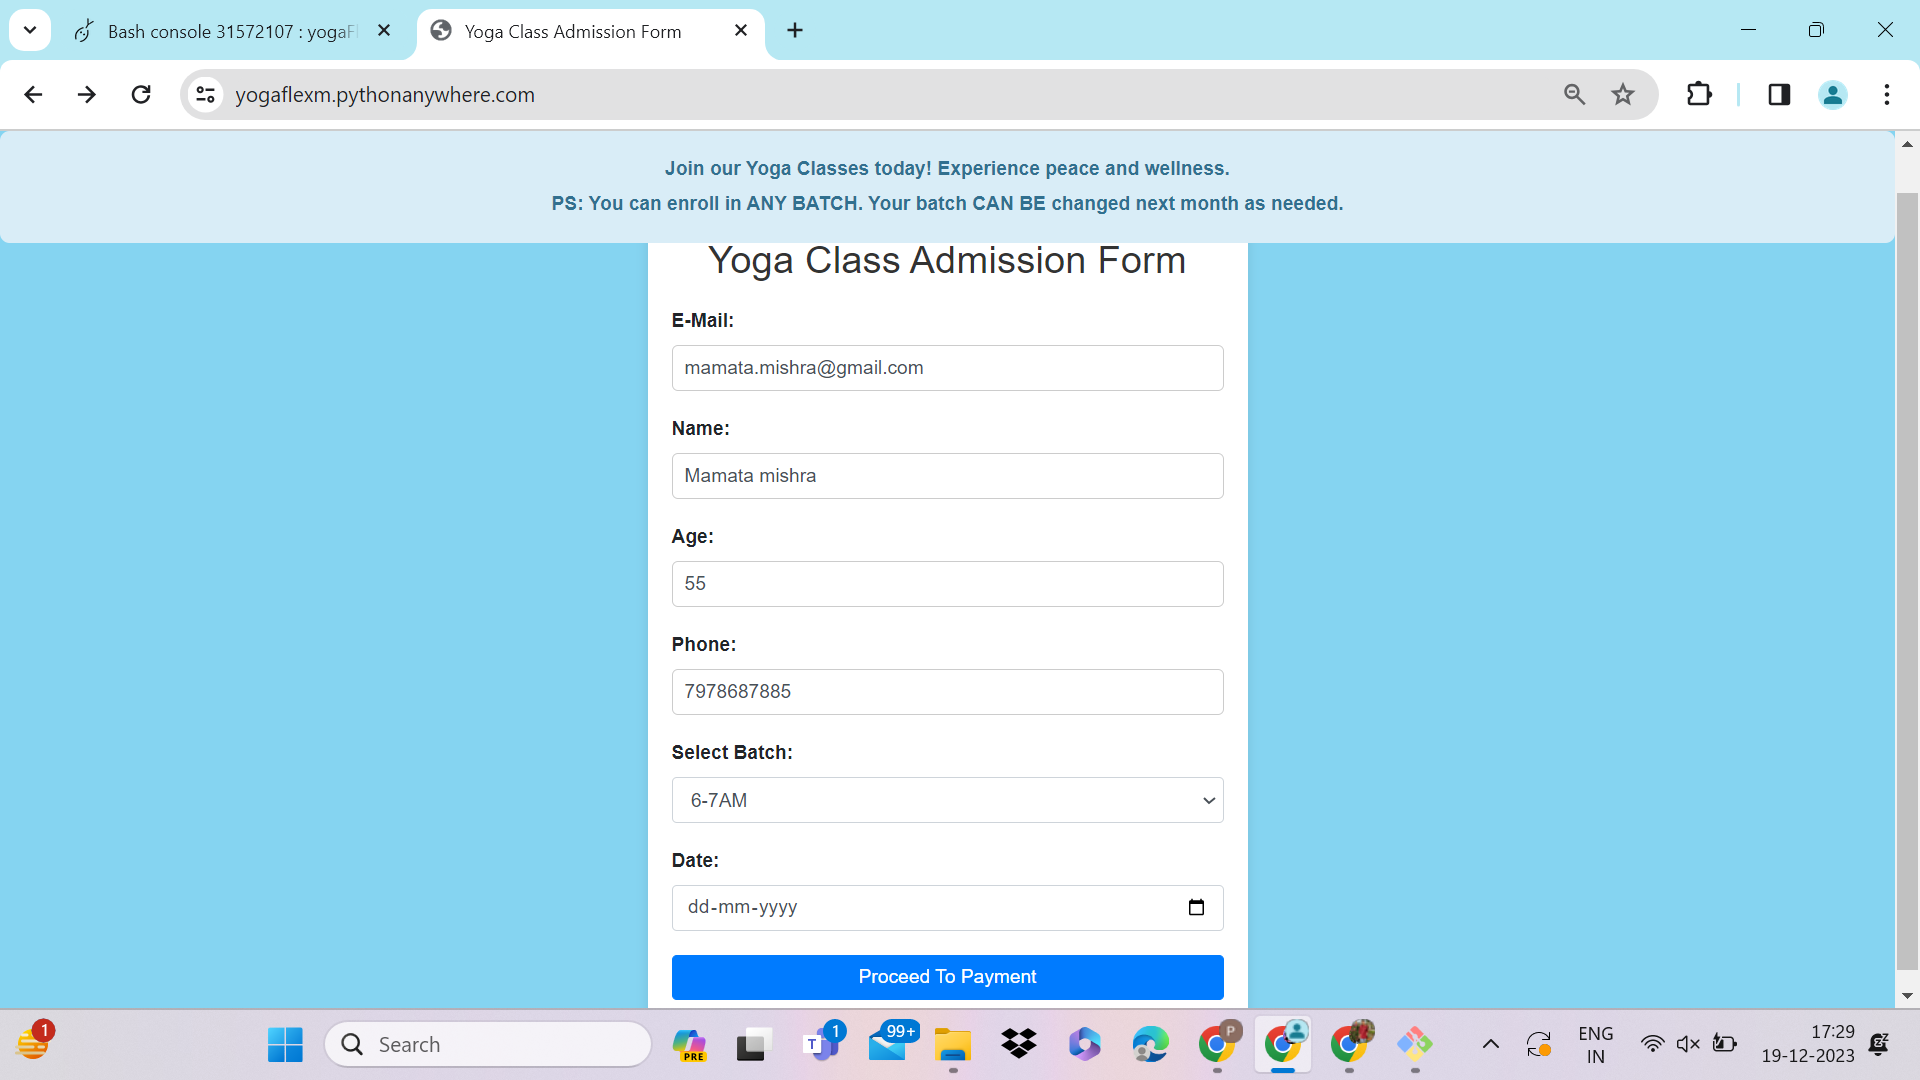 Bash console 31572107 : yogaFl
Yoga Class Admission Form
yogaflexm.pythonanywhere.com
Join our Yoga Classes today! Experience peace and wellness.
PS: You can enroll in ANY BATCH. Your batch CAN BE changed next month as needed.
Yoga Class Admission Form
E-Mail:
mamata.mishra@gmail.com
Name:
Mamata mishra
Age:
55
Phone:
7978687885
Select Batch:
6-7AM
Date:
dd-mm-yyyy
Proceed To Payment
1
Search
PRE
T
1
99+
P
ENG
IN
17:29
19-12-2023